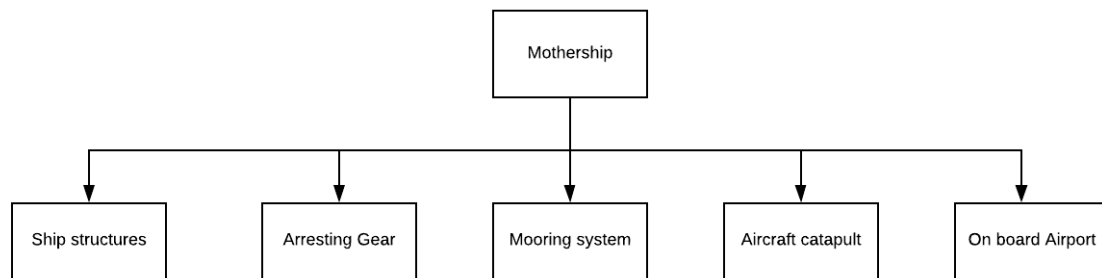 Mothership
Ship structures
Arresting Gear
Mooring system
Aircraft catapult
On board Airport